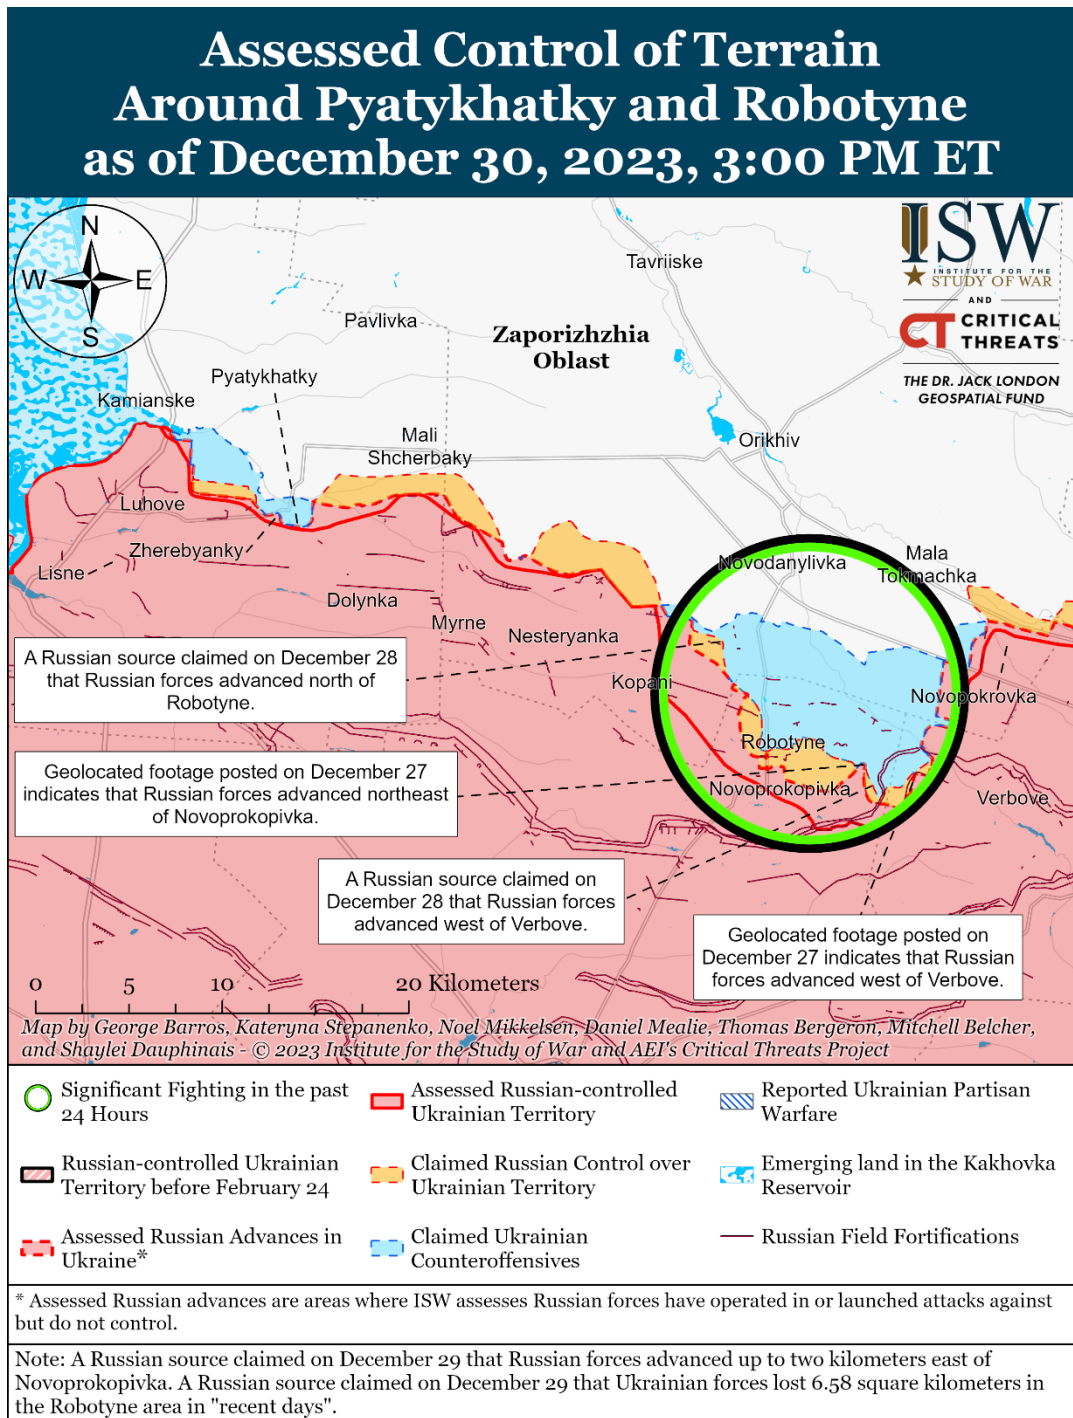 Assessed Control of Terrain
Around Pyatykhatky and Robotyne
as of December 30, 2023, 3:00 PM ET
N
W E
S
ISW
INSTITUTE FOR THE
STUDY OF WAR
AND
CT CRITICAL
THREATS
THE DR. JACK LONDON
GEOSPATIAL FUND
Tavriiske
Pavlivka
Zaporizhzhia
Oblast
Pyatykhatky
Kamianske
Mali
Shcherbaky
Orikhiv
Luhove
Zherebyanky
Lisne
Novodanylivka
Mala
Tokmachka
Dolynka
Myrne
Nesteryanka
Kopani
Novopokrovka
Robotyne
Novoprokopivka
Verbove
A Russian source claimed on December 28
that Russian forces advanced north of
Robotyne.
Geolocated footage posted on December 27
indicates that Russian forces advanced northeast
of Novoprokopivka.
A Russian source claimed on
December 28 that Russian forces
advanced west of Verbove.
Geolocated footage posted on
December 27 indicates that Russian
forces advanced west of Verbove.
0 5 10 20 Kilometers
Map by George Barros, Kateryna Stepanenko, Noel Mikkelsen, Daniel Mealie, Thomas Bergeron, Mitchell Belcher,
and Shaylei Dauphinais - © 2023 Institute for the Study of War and AEI's Critical Threats Project
Significant Fighting in the past
24 Hours
Assessed Russian-controlled
Ukrainian Territory
Reported Ukrainian Partisan
Warfare
Russian-controlled Ukrainian
Territory before February 24
Claimed Russian Control over
Ukrainian Territory
Emerging land in the Kakhovka
Reservoir
Assessed Russian Advances in
Ukraine*
Claimed Ukrainian
Counteroffensives
Russian Field Fortifications
* Assessed Russian advances are areas where ISW assesses Russian forces have operated in or launched attacks against
but do not control.
Note: A Russian source claimed on December 29 that Russian forces advanced up to two kilometers east of
Novoprokopivka. A Russian source claimed on December 29 that Ukrainian forces lost 6.58 square kilometers in
the Robotyne area in "recent days".